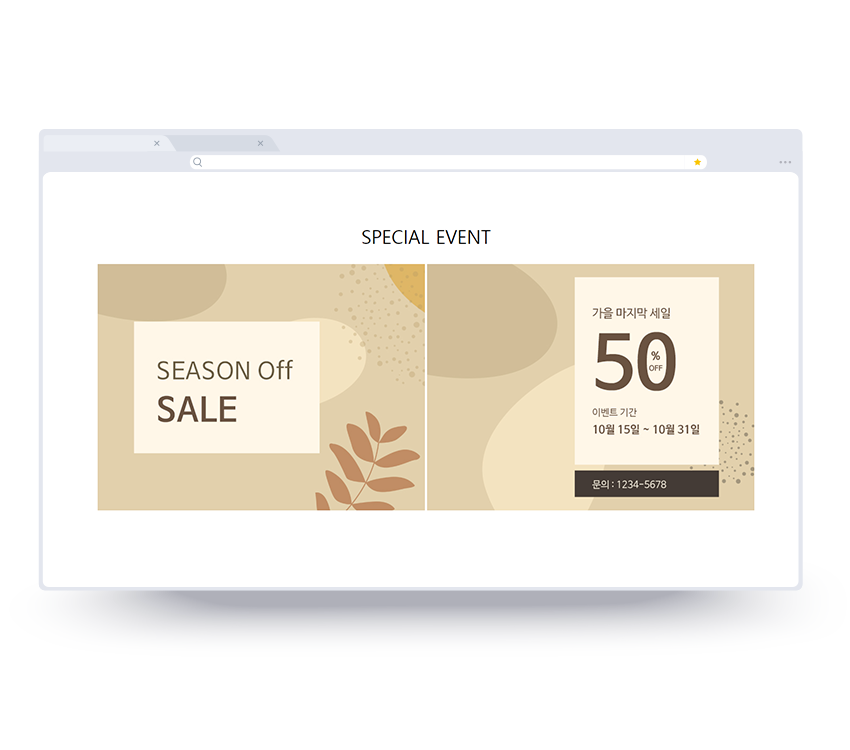 SPECIAL EVENT
SEASON Off
SALE
가을 마지막 세일
50
%
OFF
이벤트 기간
10월 15일 ~ 10월 31일
문의 : 1234-5678